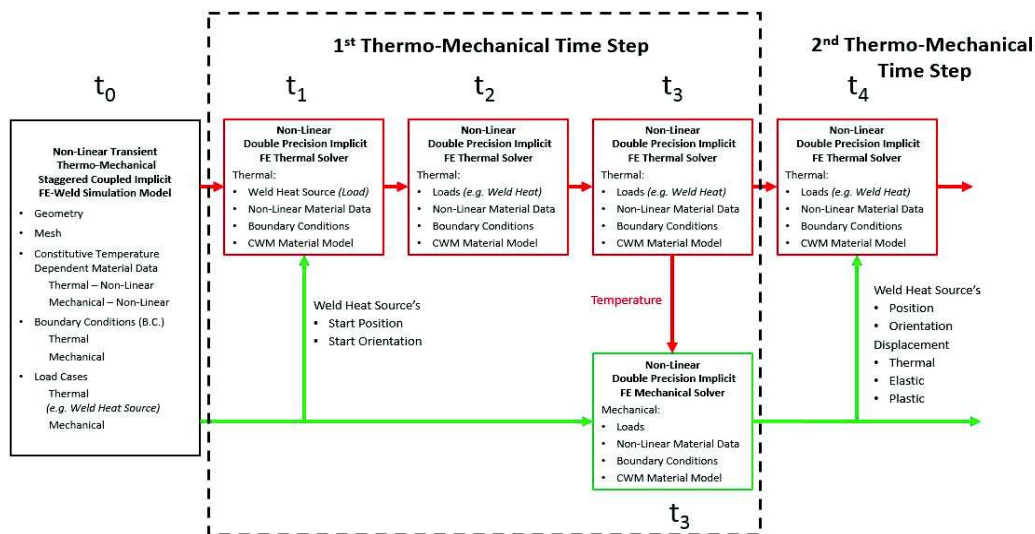 1st Thermo-Mechanical Time Step
2nd Thermo-Mechanical
Time Step
t0
t1
t2
t3
t4
Non-Linear Transient
Thermo-Mechanical
Staggered Coupled Implicit
FE-Weld Simulation Model
• Geometry
• Mesh
• Constitutive Temperature
Dependent Material Data
Thermal – Non-Linear
Mechanical – Non-Linear
• Boundary Conditions (B.C.)
Thermal
Mechanical
• Load Cases
Thermal
(e.g. Weld Heat Source)
Mechanical
Non-Linear
Double Precision Implicit
FE Thermal Solver
Thermal:
• Weld Heat Source (Load)
• Non-Linear Material Data
• Boundary Conditions
• CWM Material Model
Non-Linear
Double Precision Implicit
FE Thermal Solver
Thermal:
• Loads (e.g. Weld Heat)
• Non-Linear Material Data
• Boundary Conditions
• CWM Material Model
Non-Linear
Double Precision Implicit
FE Thermal Solver
Thermal:
• Loads (e.g. Weld Heat)
• Non-Linear Material Data
• Boundary Conditions
• CWM Material Model
Non-Linear
Double Precision Implicit
FE Thermal Solver
Thermal:
• Loads (e.g. Weld Heat)
• Non-Linear Material Data
• Boundary Conditions
• CWM Material Model
Weld Heat Source's
• Start Position
• Start Orientation
Temperature
Weld Heat Source's
• Position
• Orientation
Displacement
• Thermal
• Elastic
• Plastic
Non-Linear
Double Precision Implicit
FE Mechanical Solver
Mechanical:
• Loads
• Non-Linear Material Data
• Boundary Conditions
• CWM Material Model
t3